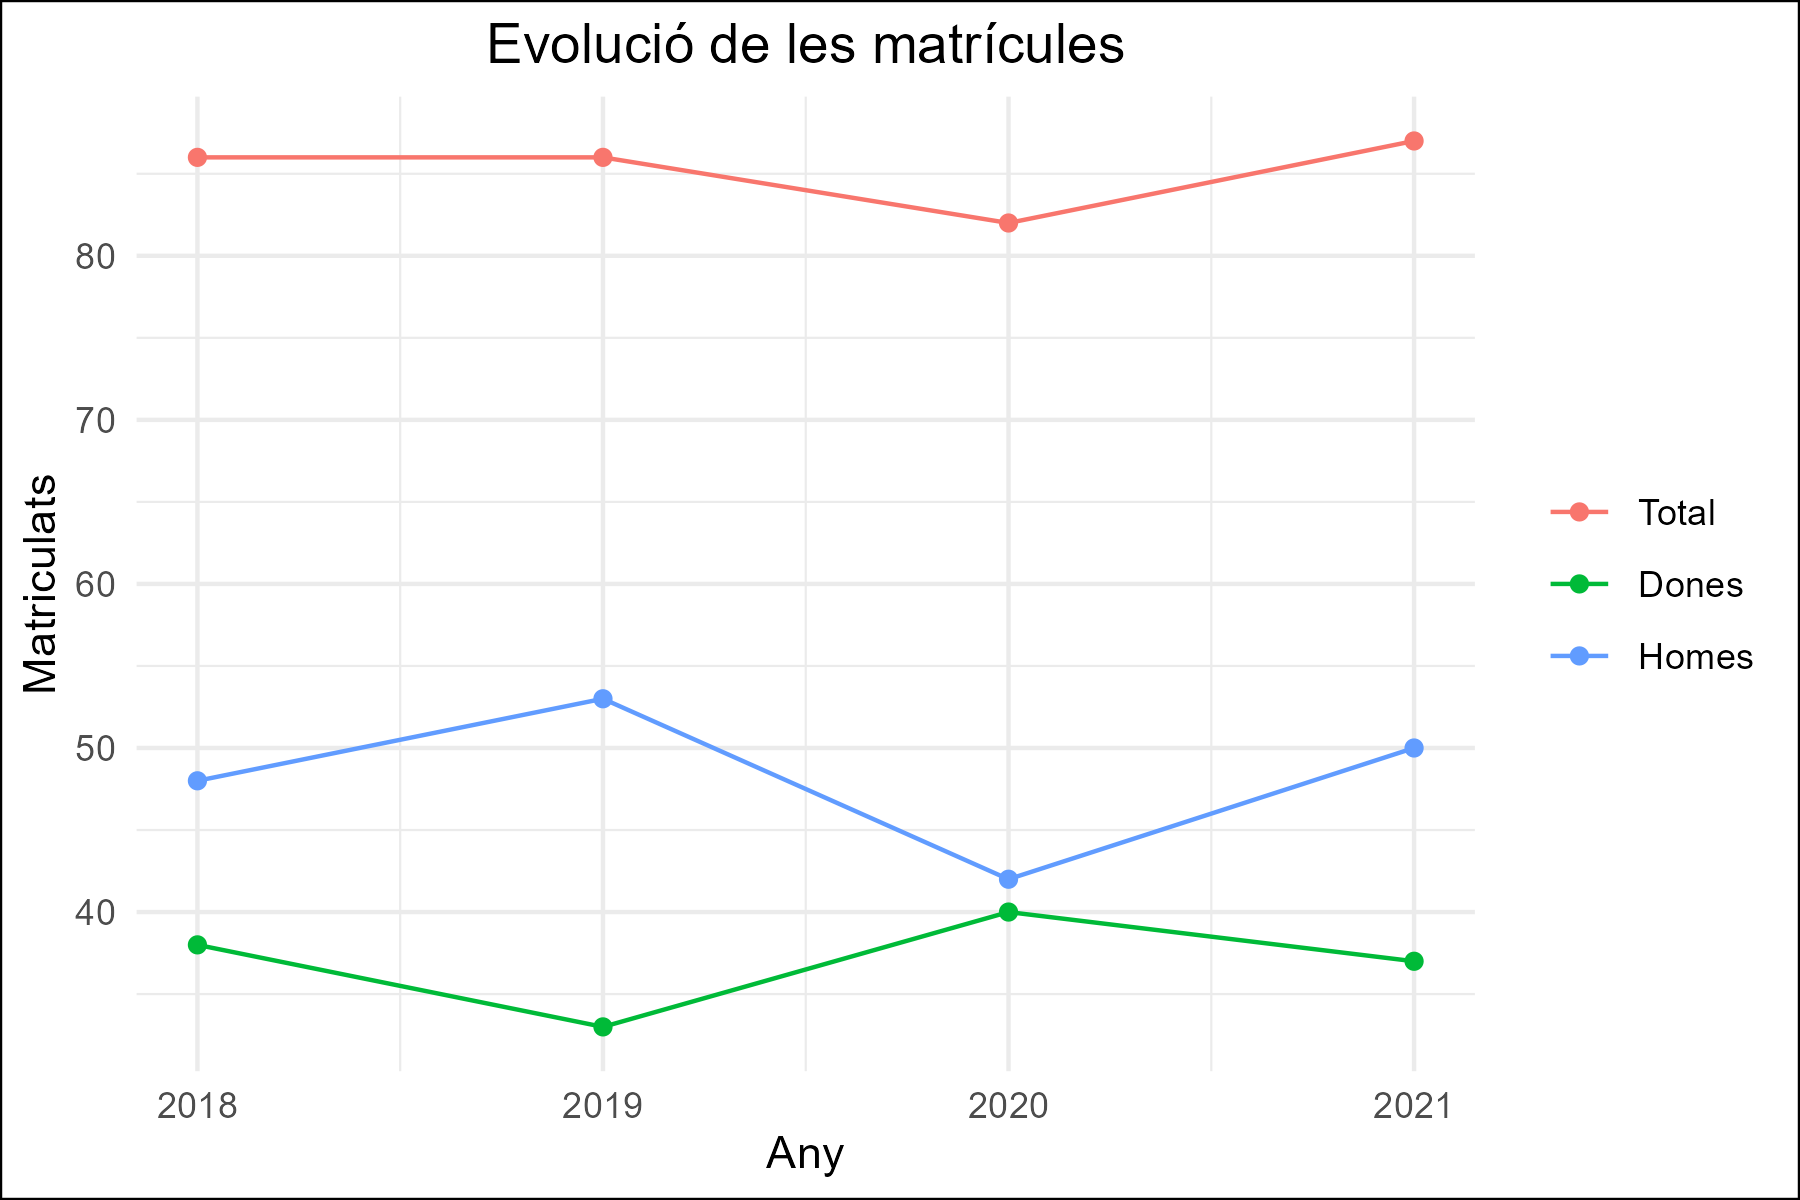 Evolució de les matrícules
80
70
60
50
40
Matriculats
2018 2019 2020 2021
Any
Total
Dones
Homes